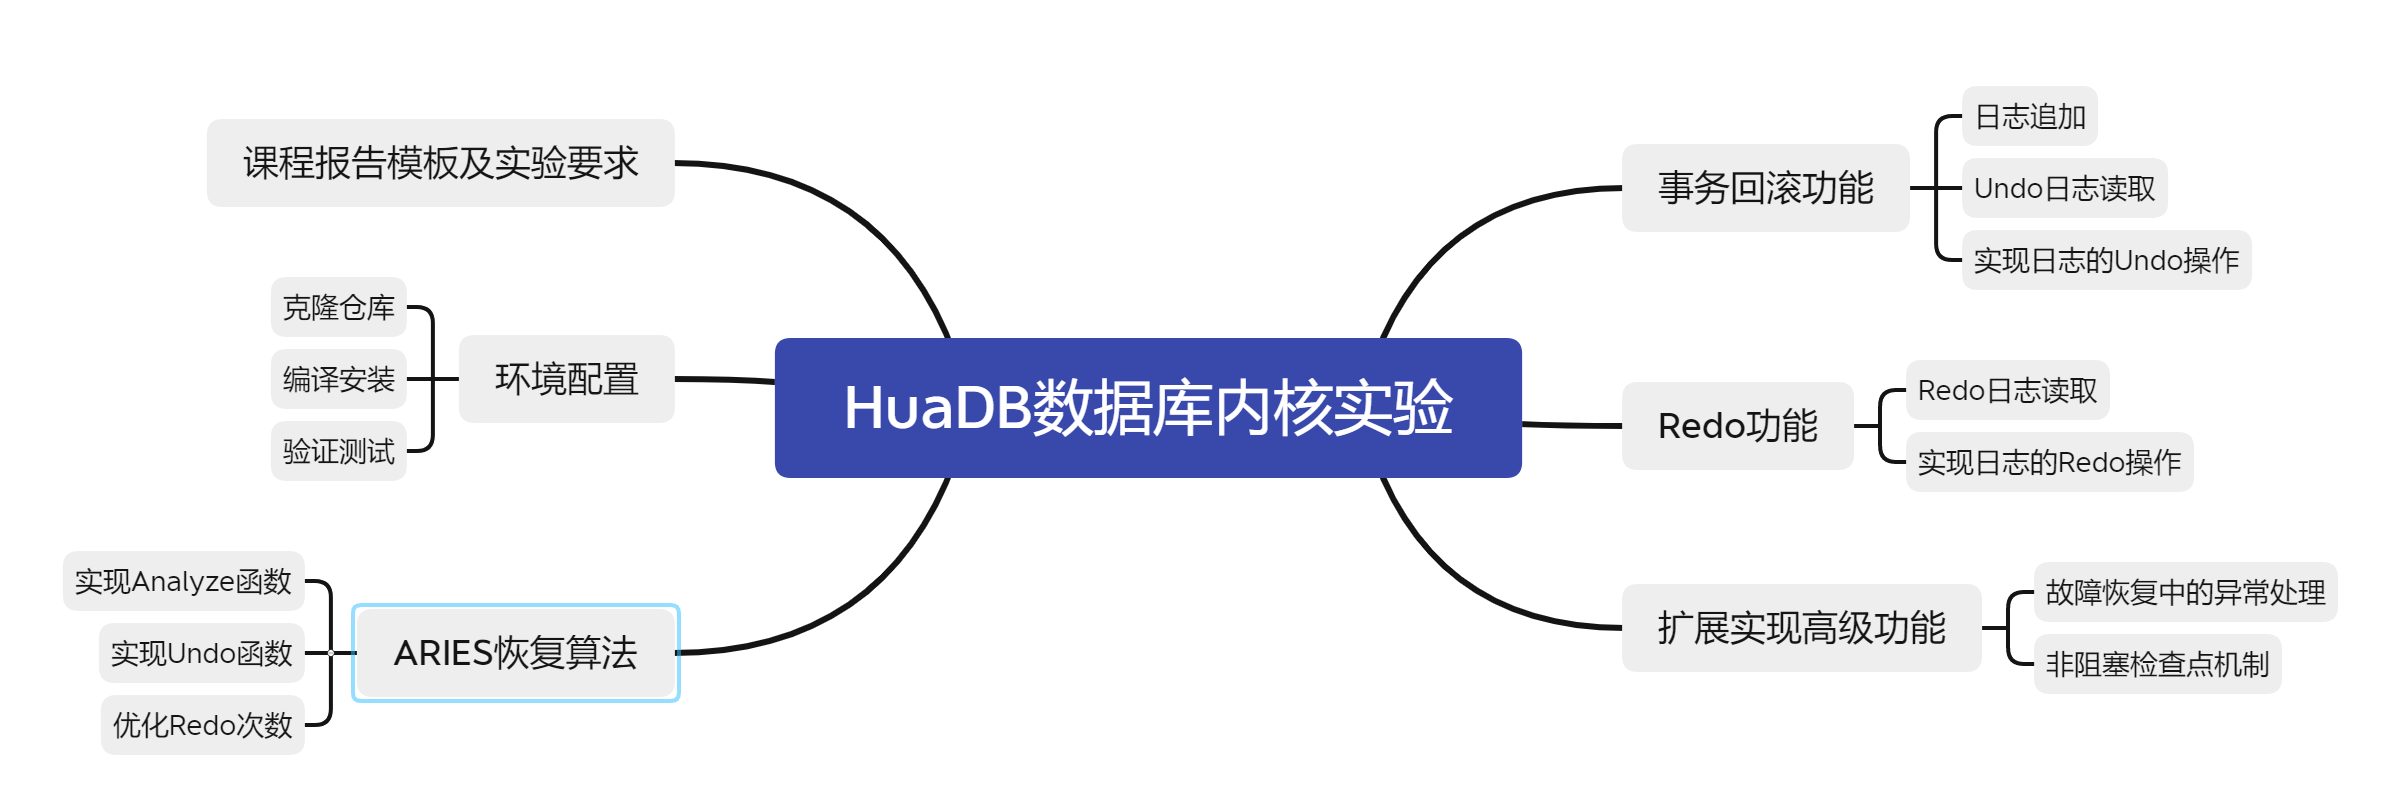 HuaDB数据库内核实验
课程报告模板及实验要求
环境配置
克隆仓库
编译安装
验证测试
ARIES恢复算法
实现Analyze函数
实现Undo函数
优化Redo次数
事务回滚功能
日志追加
Undo日志读取
实现日志的Undo操作
Redo功能
Redo日志读取
实现日志的Redo操作
扩展实现高级功能
故障恢复中的异常处理
非阻塞检查点机制